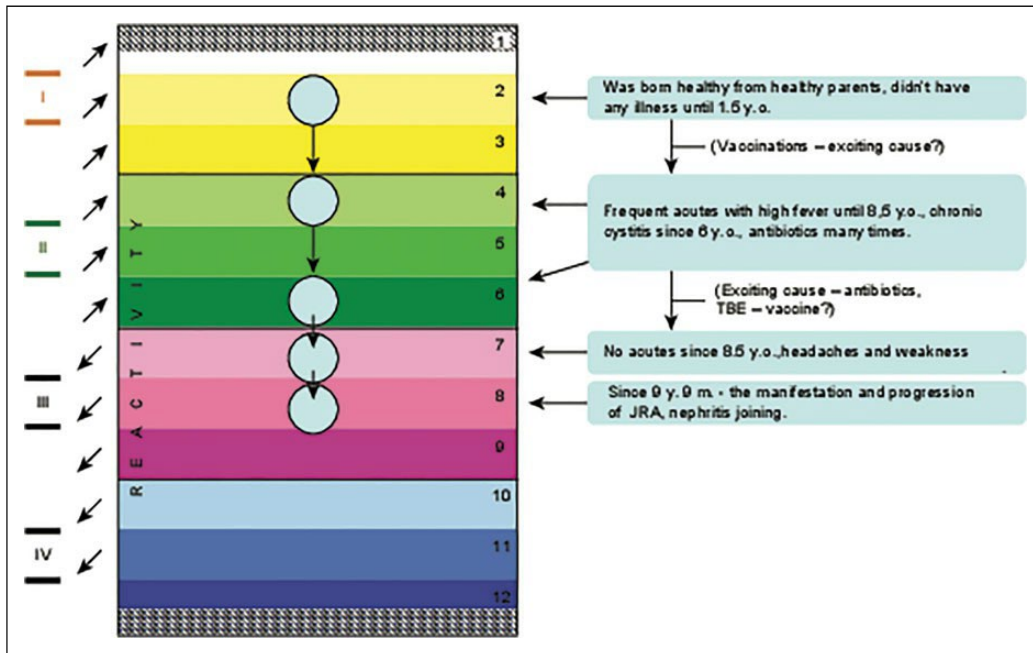 1
I
2
Was born healthy from healthy parents, didn't have
any illness until 1.5 y.o.
3
(Vaccinations – exciting cause?)
4
Frequent acutes with high fever until 8,5 y.o., chronic
cystitis since 6 y.o., antibiotics many times.
II
5
6
(Exciting cause – antibiotics,
TBE – vaccine?)
7
No acutes since 8.5 y.o.,headaches and weakness
.
III
8
Since 9 y. 9 m. - the manifestation and progression
of JRA, nephritis joining.
9
REACTIVITY
10
IV
11
12